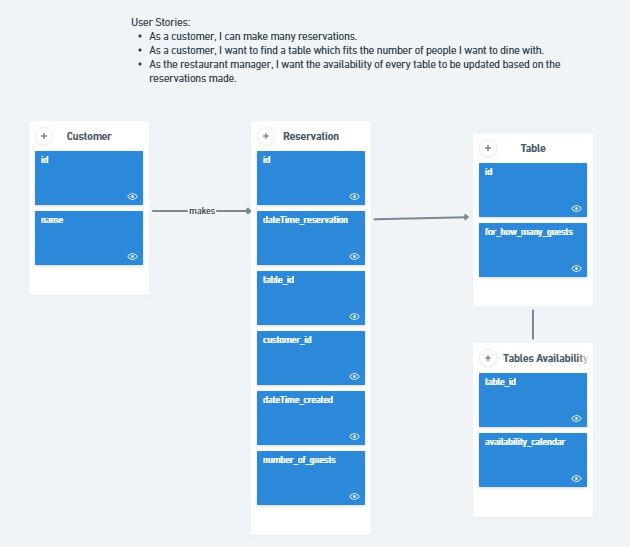 User Stories:
• As a customer, I can make many reservations.
• As a customer, I want to find a table which fits the number of people I want to dine with.
• As the restaurant manager, I want the availability of every table to be updated based on the
reservations made.
+ Customer
id
name
makes
+ Reservation
id
dateTime_reservation
table_id
customer_id
dateTime_created
number_of_guests
+ Table
id
for_how_many_guests
+ Tables Availability
table_id
availability_calendar